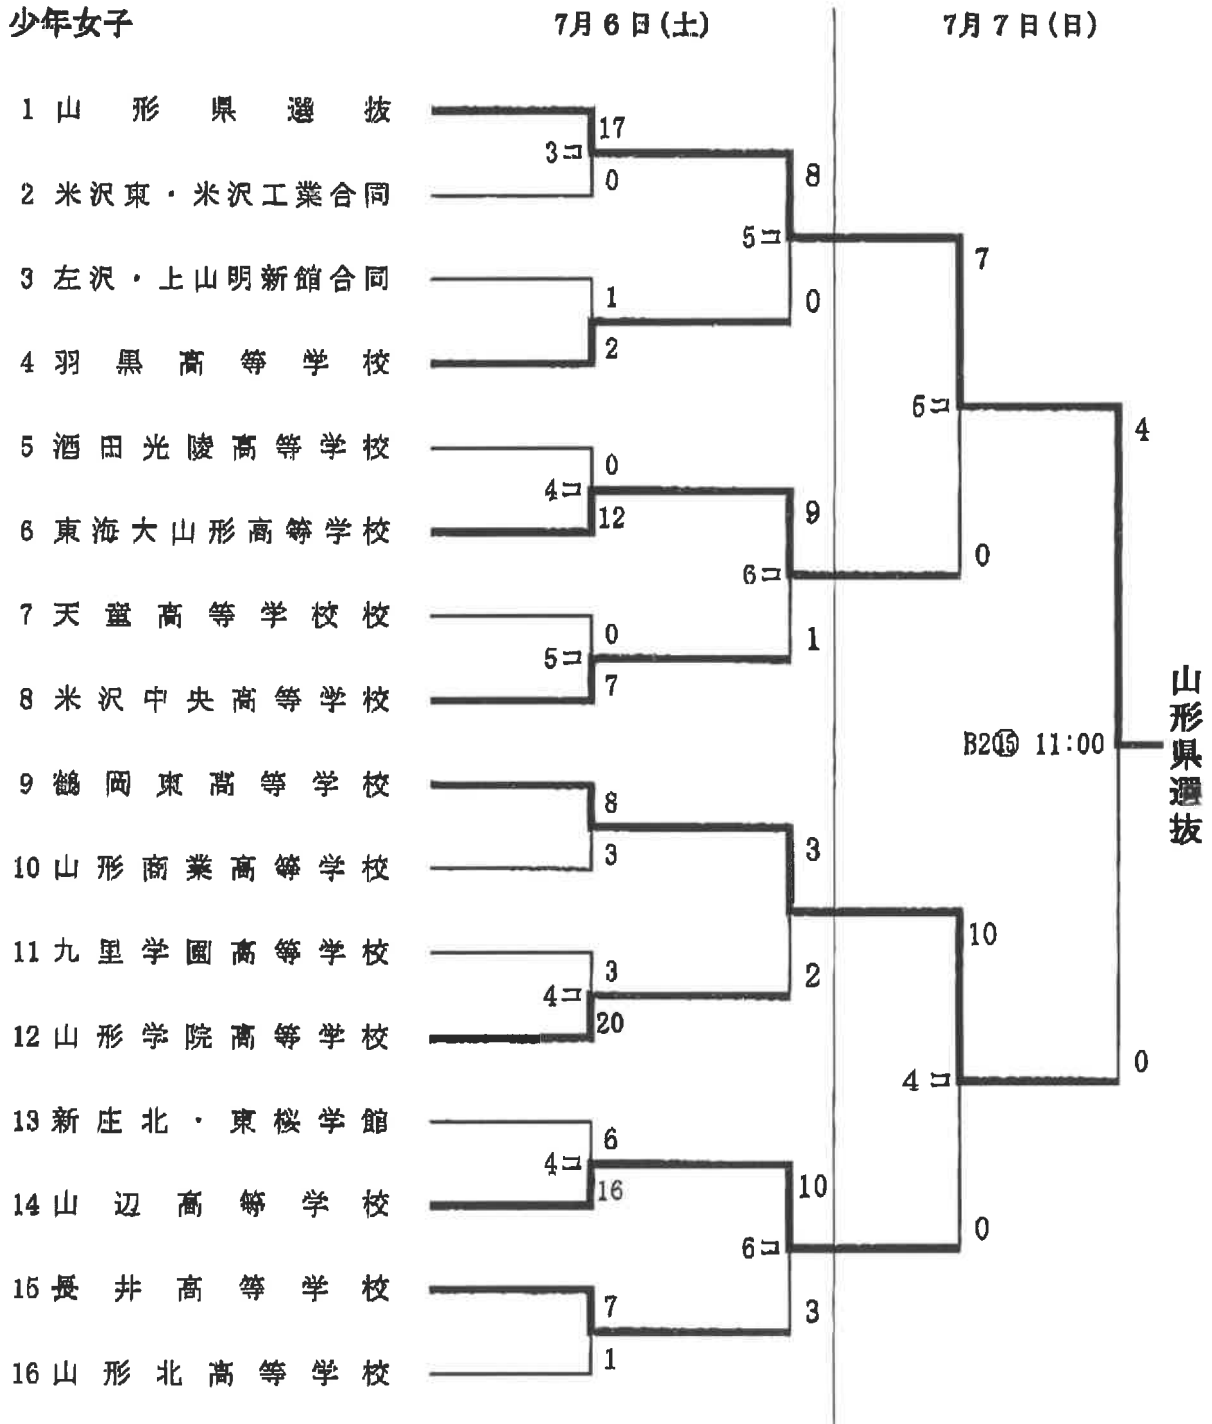 少年女子 7月6日(土) 7月7日(日)
1 山形県選抜
17
3コ
0
8
2 米沢東・米沢工業合同
5コ
7
3 左沢・上山明新館合同
1
0
2
4 羽黒高等学校
6コ
4
5 酒田光陵高等学校
0
4コ
12
9
6 東海大山形高等学校
6コ
0
7 天童高等学校校
0
5コ
7
1
8 米沢中央高等学校
B2⑮ 11:00
山形県選抜
9 鶴岡東高等学校
8
3
3
10 山形商業高等学校
10
11 九里学園高等学校
3
4コ
20
2
12 山形学院高等学校
4コ
0
13 新庄北・東桜学館
6
4コ
16
10
14 山辺高等学校
6コ
0
15 長井高等学校
7
1
3
16 山形北高等学校